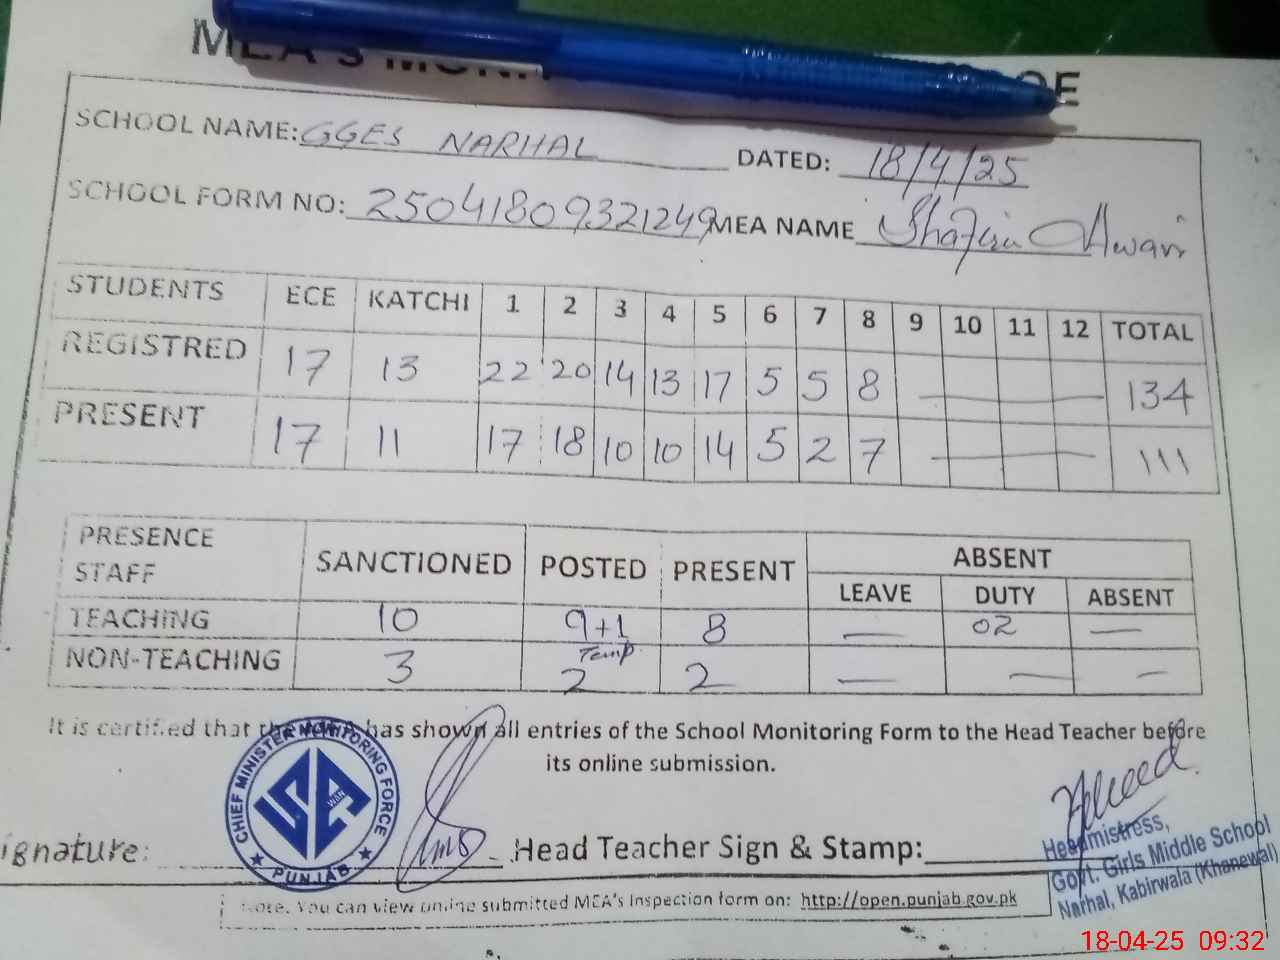 SCHOOL NAME: GGES NARHAL DATED: 18/4/25
SCHOOL FORM NO: 25041809321249 MEA NAME Awan
STUDENTS ECE KATCHI 1 2 3 4 5 6 7 8 9 10 11 12 TOTAL
REGISTRED 17 13 22 20 14 13 17 5 5 8 — 134
PRESENT 17 11 17 18 10 10 14 5 2 7 — 111
PRESENCE STAFF SANCTIONED POSTED PRESENT ABSENT
LEAVE DUTY ABSENT
TEACHING 10 9+1 Temp 8 — 02 —
NON-TEACHING 3 2 2 — — —
It is certified that the has shown all entries of the School Monitoring Form to the Head Teacher before
its online submission.
CHIEF MINISTER MONITORING FORCE
PUNJAB
ignature: Head Teacher Sign & Stamp:
Headmistress,
Govt. Girls Middle School
Narhal, Kabirwala (Khanewal)
Note. You can view online submitted MEA's Inspection form on: http://open.punjab.gov.pk
18-04-25 09:32